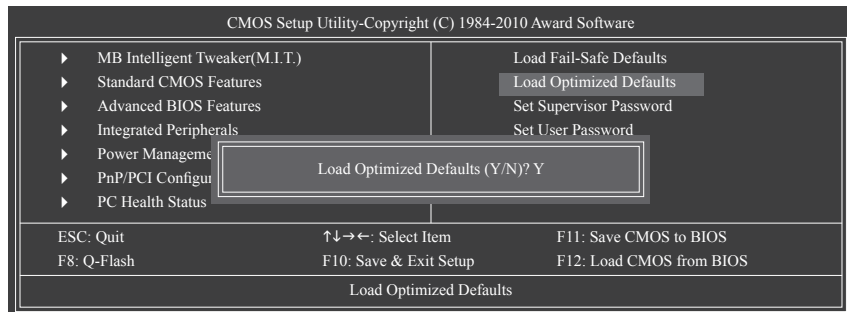 CMOS Setup Utility-Copyright (C) 1984-2010 Award Software
MB Intelligent Tweaker(M.I.T.)
Standard CMOS Features
Advanced BIOS Features
Integrated Peripherals
Power Manageme
PnP/PCI Configur
PC Health Status
Load Fail-Safe Defaults
Load Optimized Defaults
Set Supervisor Password
Set User Password
Load Optimized Defaults (Y/N)? Y
ESC: Quit ↑↓→←: Select Item F11: Save CMOS to BIOS
F8: Q-Flash F10: Save & Exit Setup F12: Load CMOS from BIOS
Load Optimized Defaults